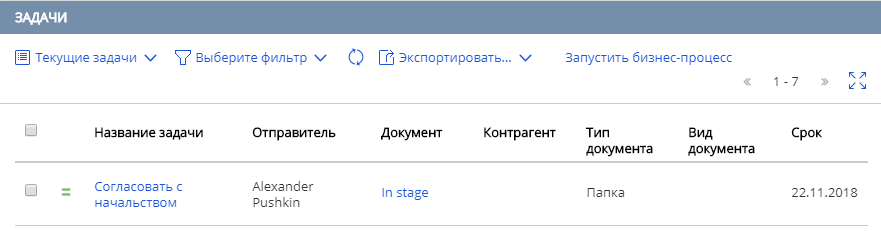 ЗАДАЧИ
Текущие задачи Выберите фильтр Экспортировать... Запустить бизнес-процесс
« 1 - 7 »
Название задачи Отправитель Документ Контрагент Тип документа Вид документа Срок
Согласовать с начальством Alexander Pushkin In stage Папка 22.11.2018